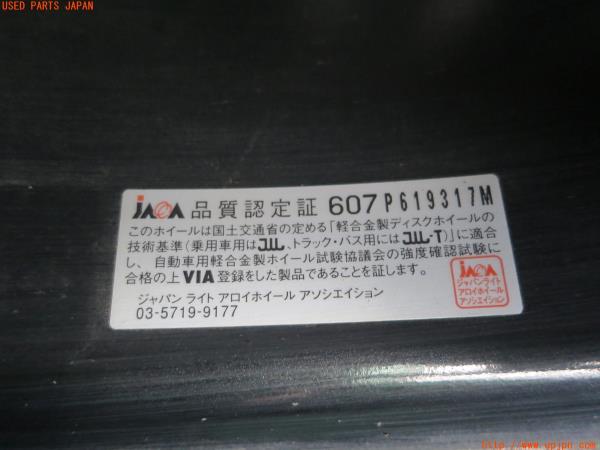 USED PARTS JAPAN
JAWA 品質認定証 607P619317M
このホイールは国土交通省の定める「軽合金製ディスクホイールの
技術基準（乗用車用はJWL、トラック・バス用にはJWL-T）」に適合
し、自動車用軽合金製ホイール試験協議会の強度確認試験に
合格の上VIA登録をした製品であることを証します。
ジャパン ライト アロイホイール アソシエイション
03-5719-9177
JAWA
ジャパンライト
アロイホイール
アソシエイション
http://www.upjpn.com/